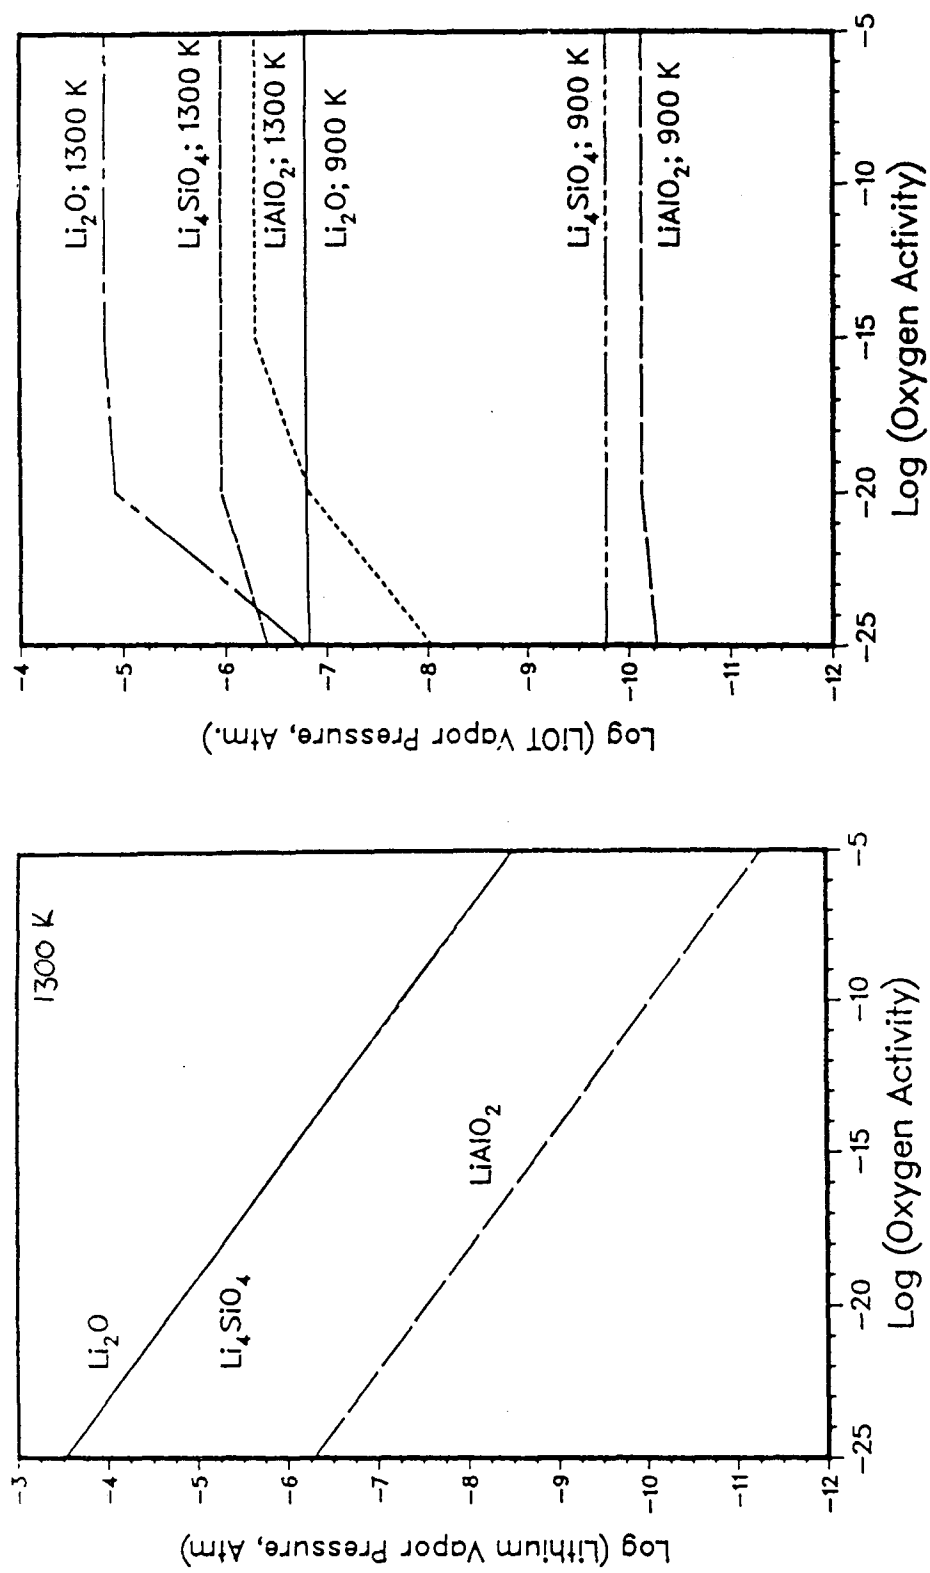 1300 K
Li₂O
Li₄SiO₄
LiAlO₂
-3
-4
-5
-6
-7
-8
-9
-10
-11
-12
-25
-20
-15
-10
-5
Log (Lithium Vapor Pressure, Atm)
Log (Oxygen Activity)
Li₂O; 1300 K
Li₄SiO₄; 1300 K
LiAlO₂; 1300 K
Li₂O; 900 K
Li₄SiO₄; 900 K
LiAlO₂; 900 K
-4
-5
-6
-7
-8
-9
-10
-11
-12
-25
-20
-15
-10
-5
Log (LiOT Vapor Pressure, Atm.)
Log (Oxygen Activity)